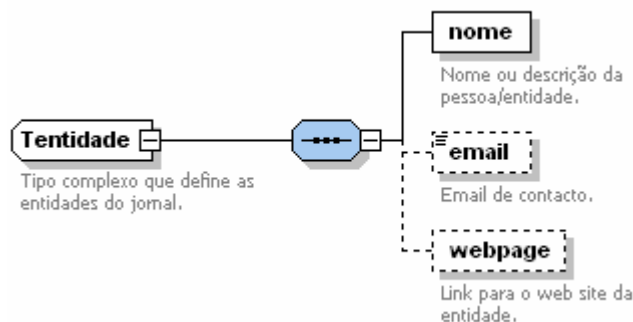 nome
Nome ou descrição da
pessoa/entidade.
Tentidade
Tipo complexo que define as
entidades do jornal.
email
Email de contacto.
webpage
Link para o web site da
entidade.